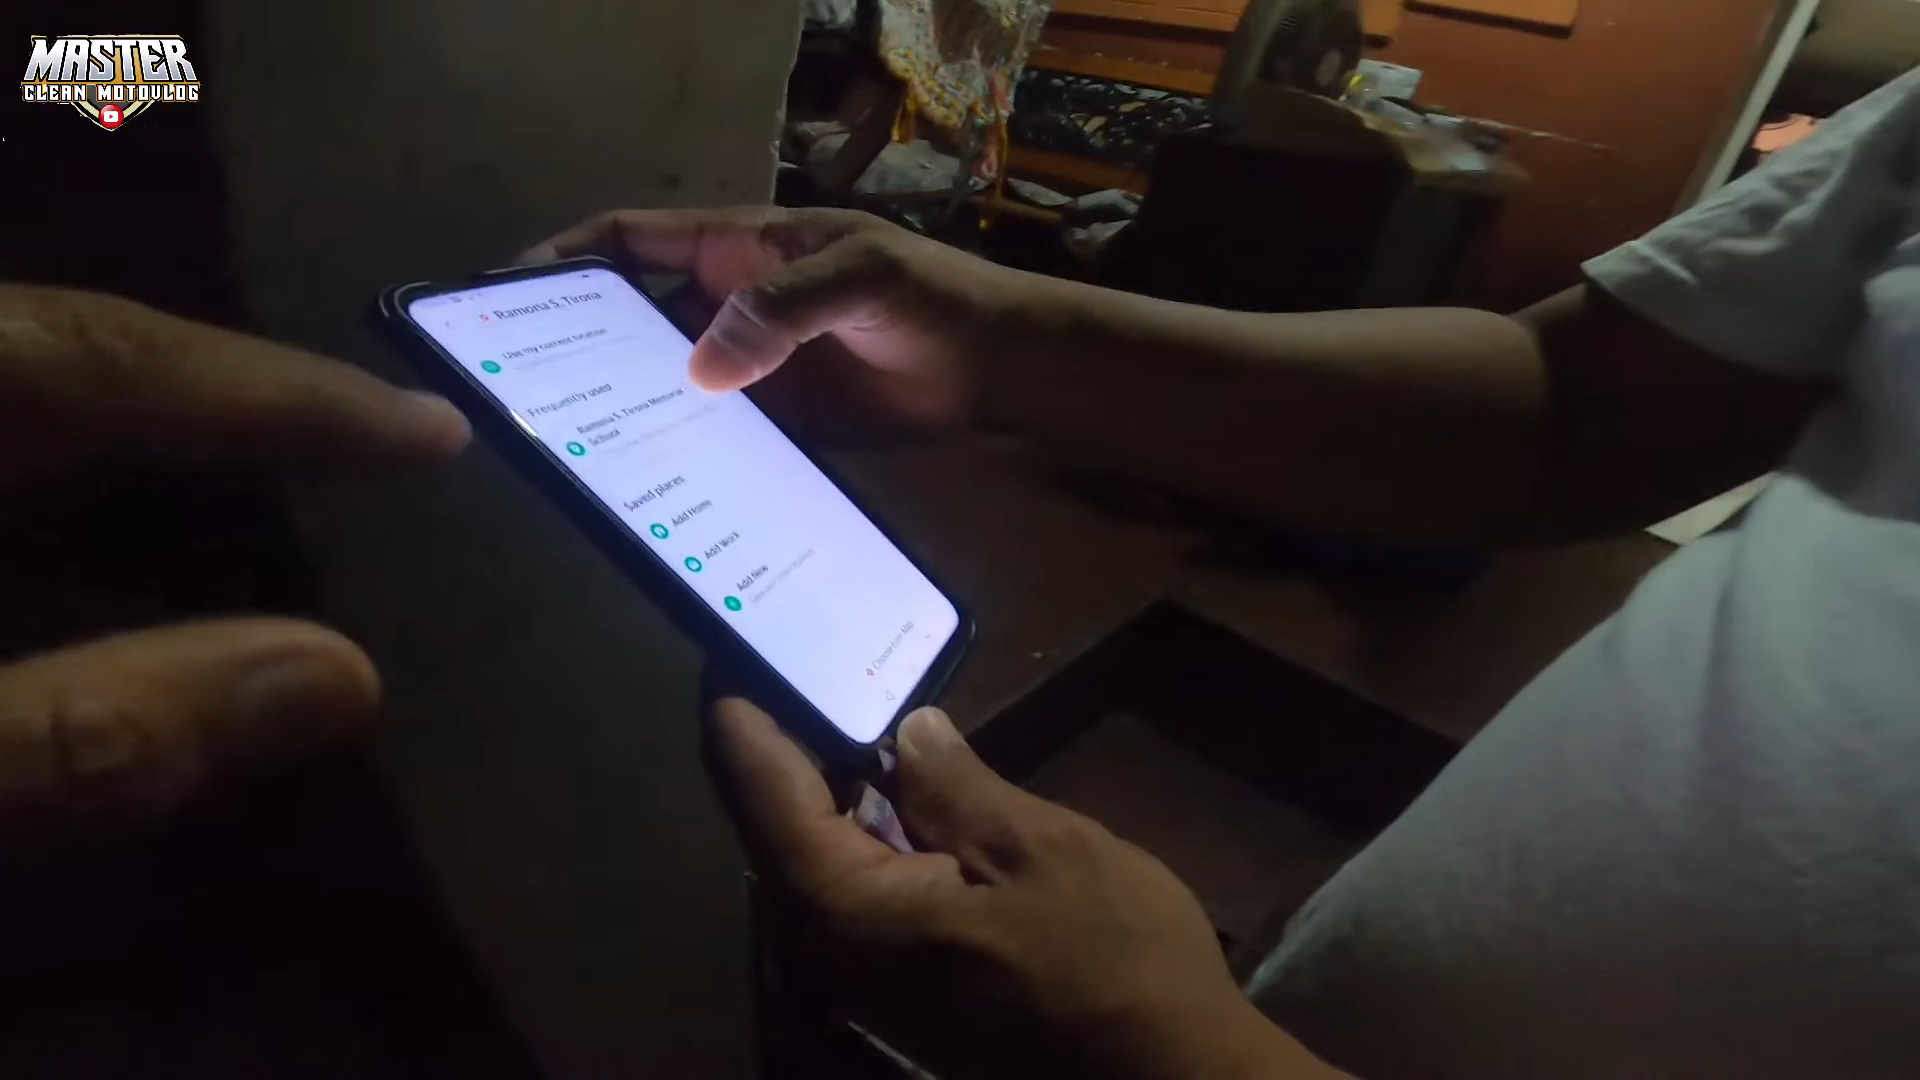 MASTER
CLEAN MOTOVLOG
Ramona S. Tirona
Use my current location
Frequently used
Ramona S. Tirona Memorial
School
Saved places
Add Home
Add Work
Add New
Choose from Map